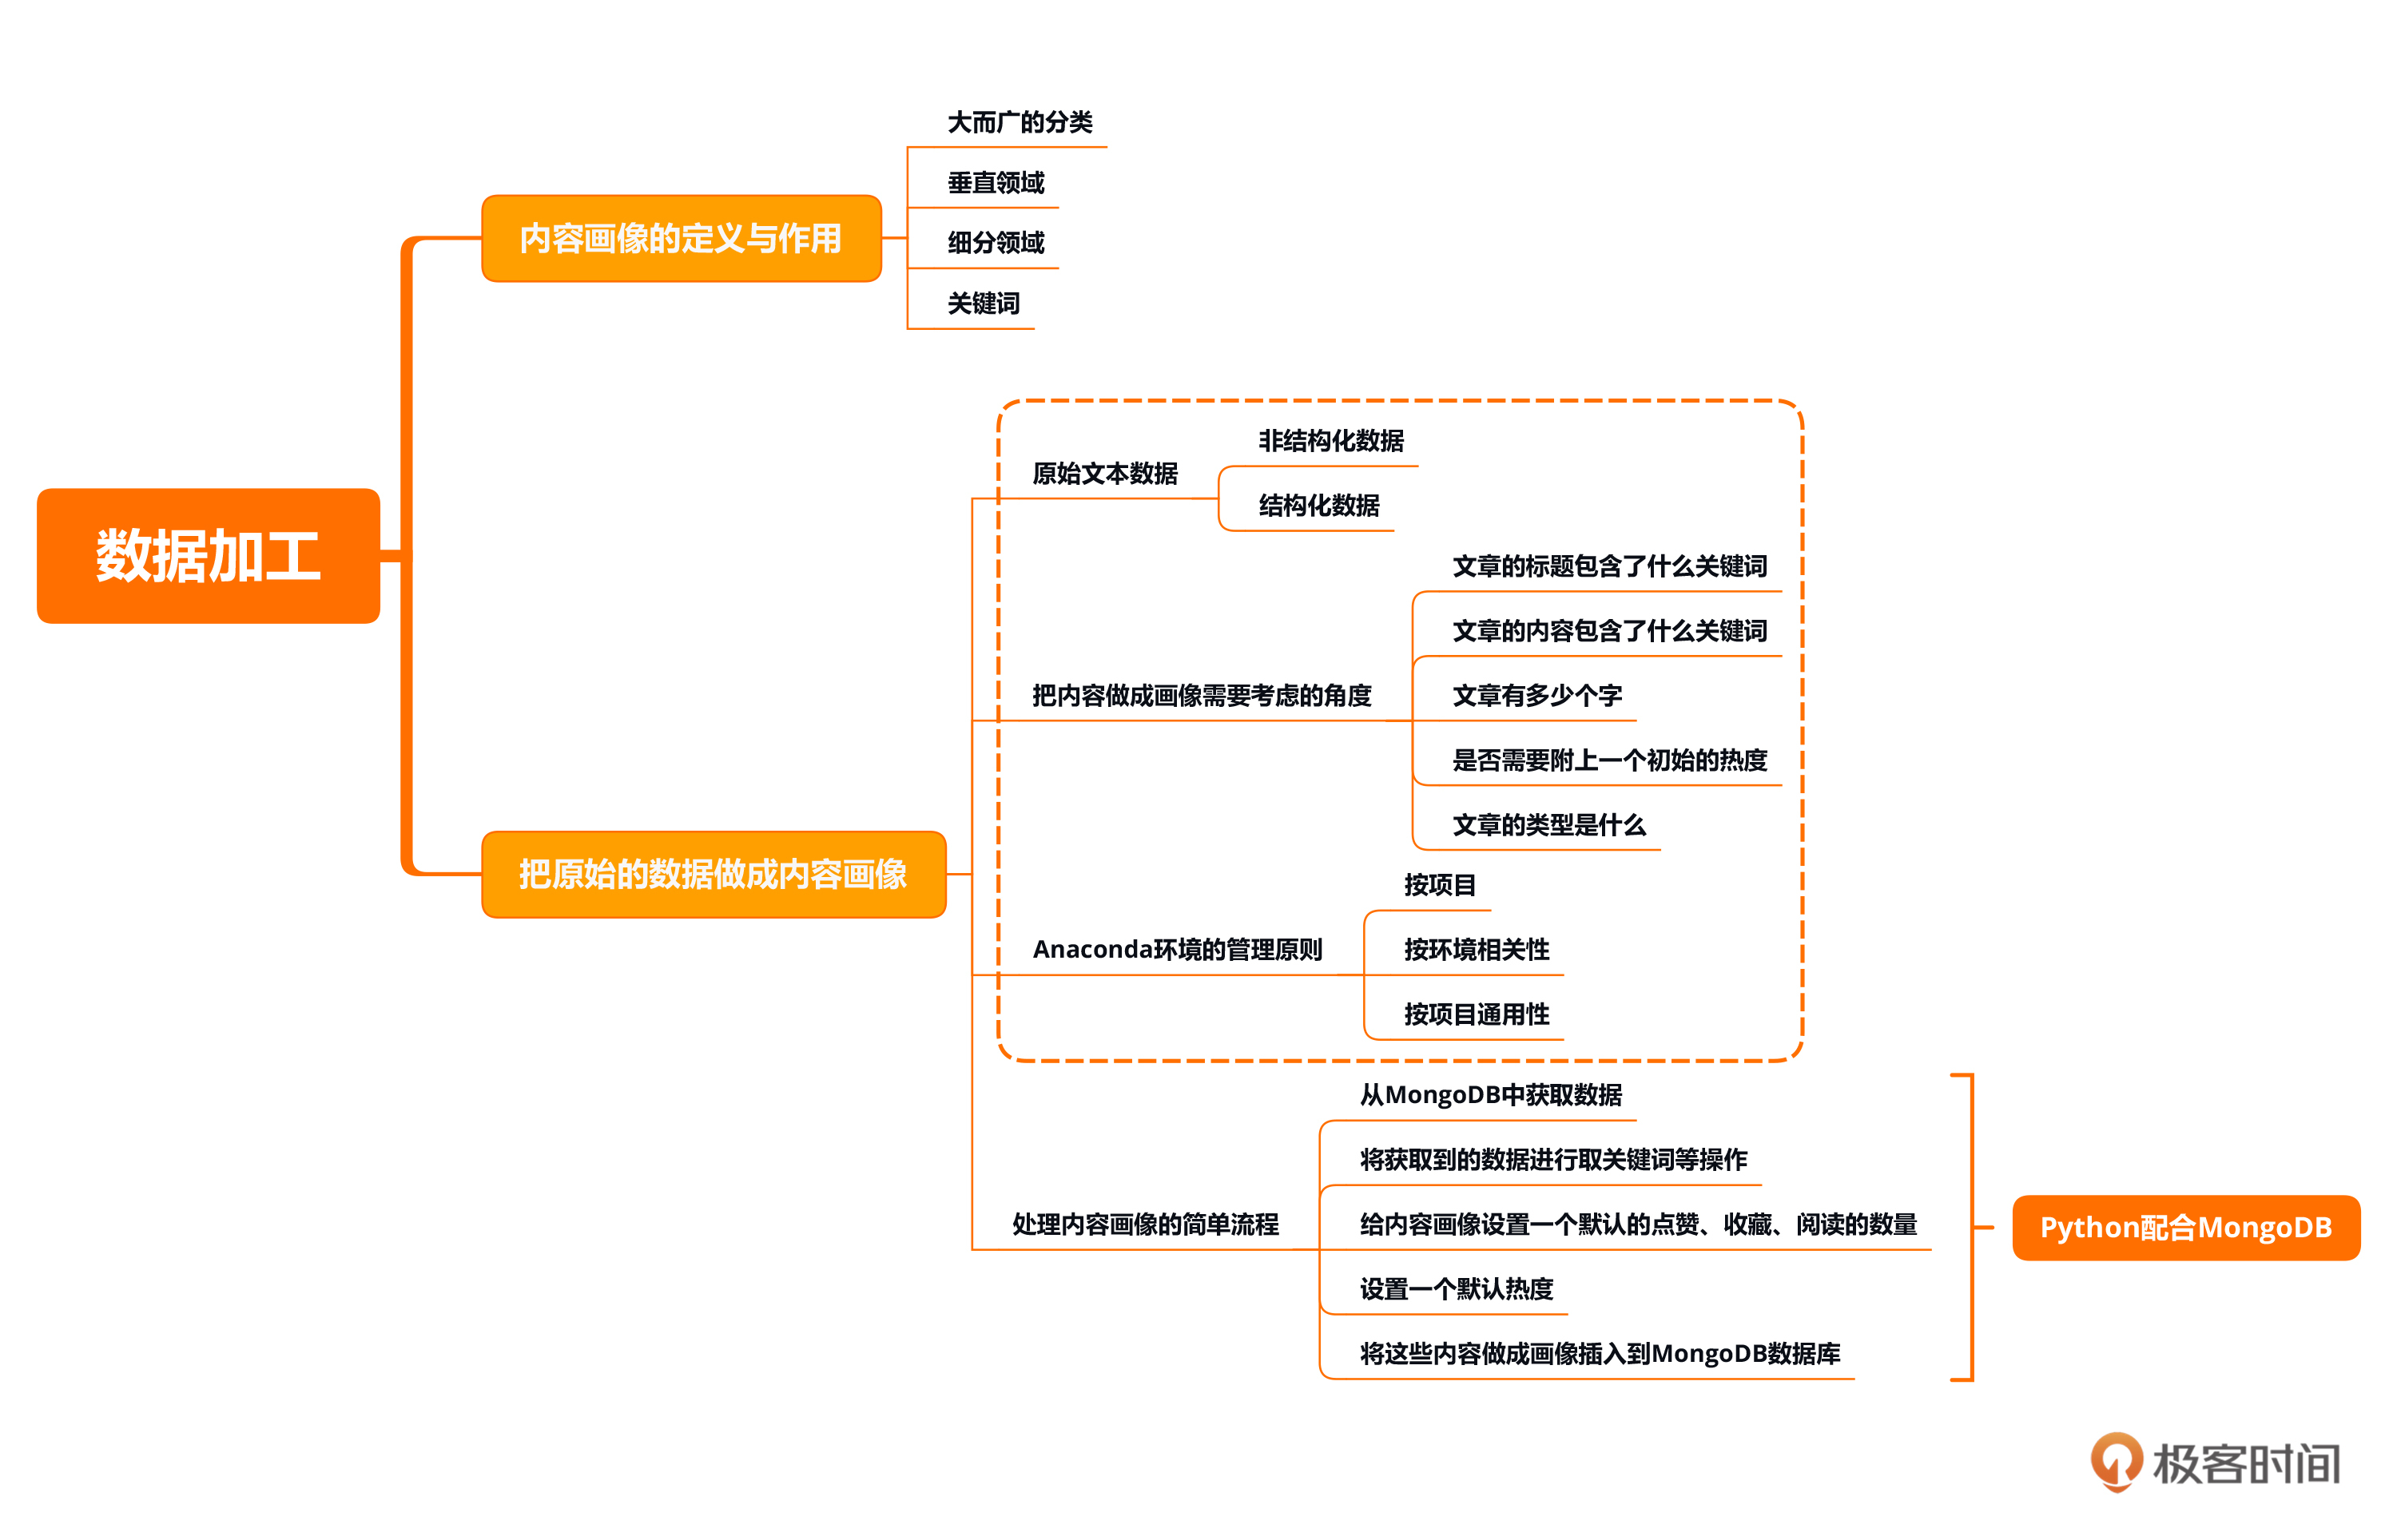 数据加工
内容画像的定义与作用
大而广的分类
垂直领域
细分领域
关键词
把原始的数据做成内容画像
原始文本数据
非结构化数据
结构化数据
把内容做成画像需要考虑的角度
文章的标题包含了什么关键词
文章的内容包含了什么关键词
文章有多少个字
是否需要附上一个初始的热度
文章的类型是什么
Anaconda环境的管理原则
按项目
按环境相关性
按项目通用性
处理内容画像的简单流程
从MongoDB中获取数据
将获取到的数据进行取关键词等操作
给内容画像设置一个默认的点赞、收藏、阅读的数量
设置一个默认热度
将这些内容做成画像插入到MongoDB数据库
Python配合MongoDB
极客时间